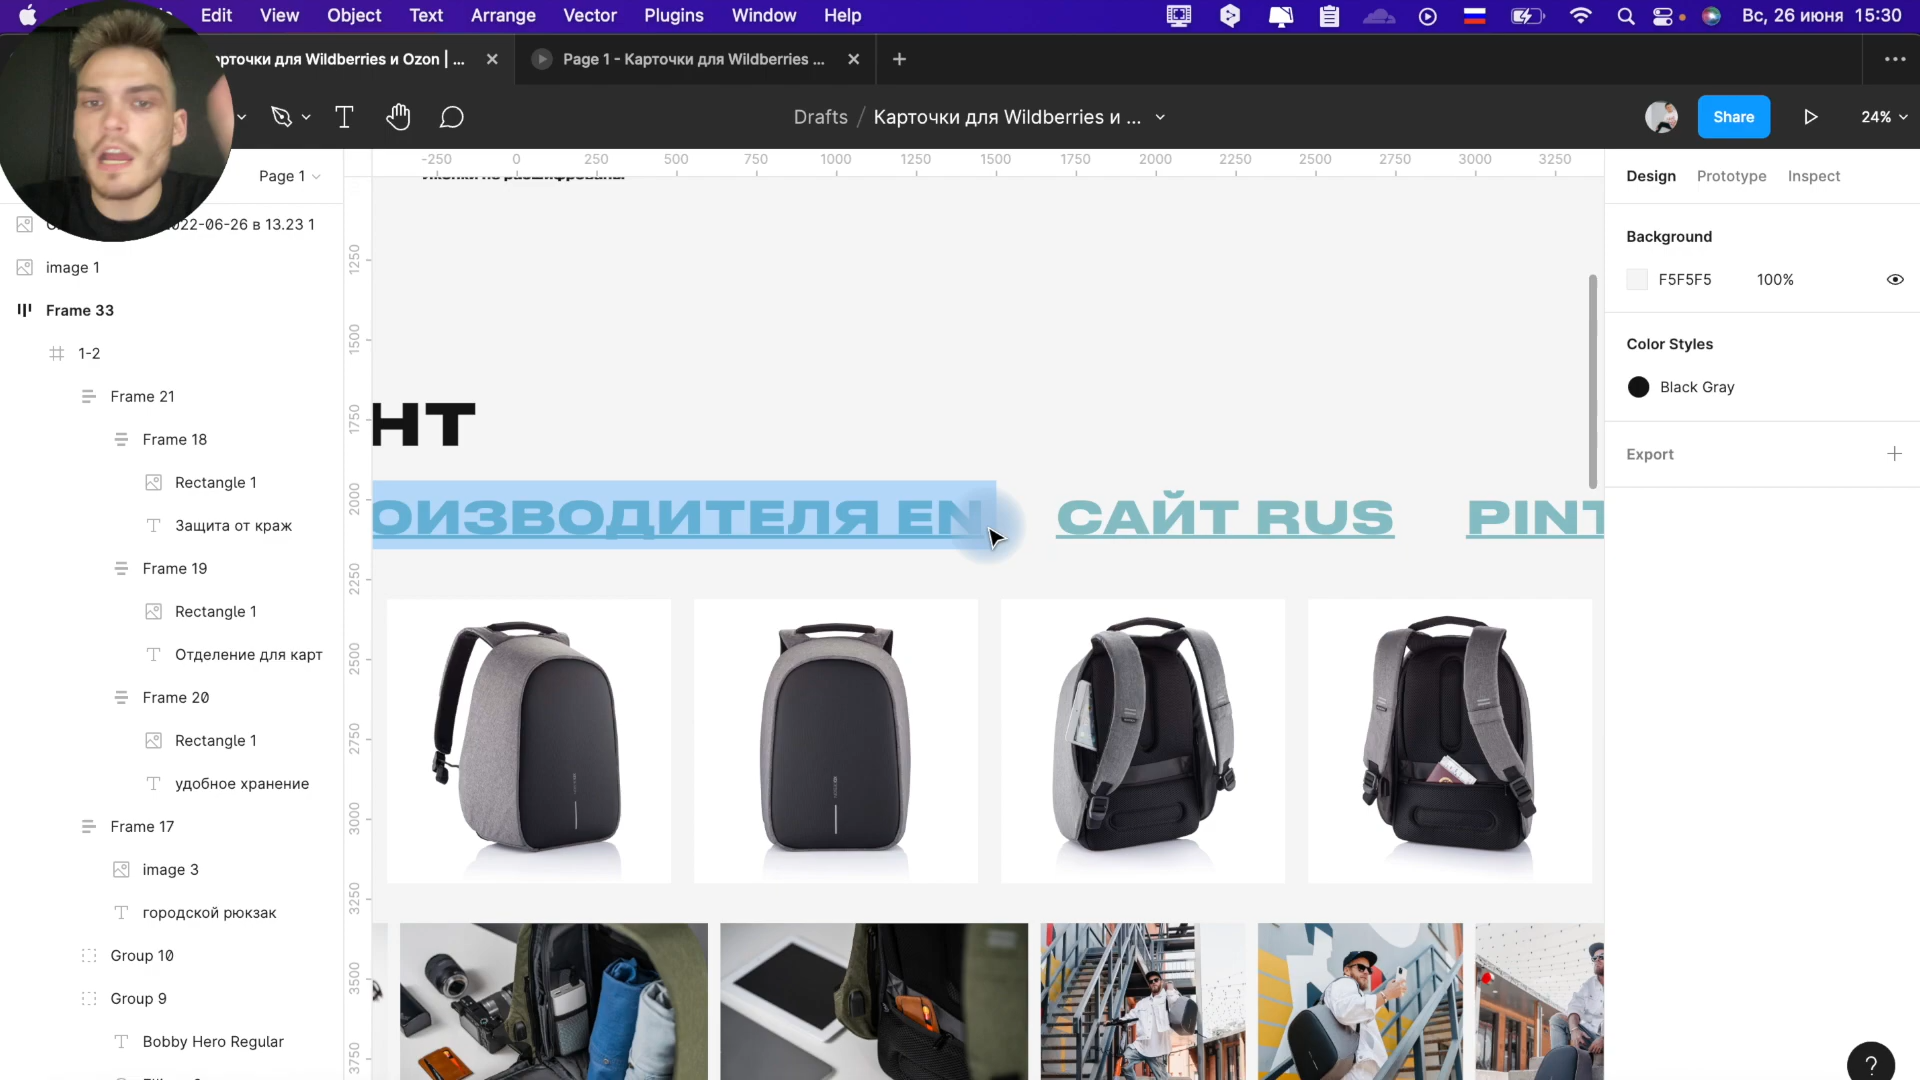 Edit View Object Text Arrange Vector Plugins Window Help Вс, 26 июня 15:30
рточки для Wildberries и Ozon | ... Page 1 - Карточки для Wildberries ...
Drafts / Карточки для Wildberries и ... Share 24%
Page 1
022-06-26 в 13.23 1
image 1
Frame 33
1-2
Frame 21
Frame 18
Rectangle 1
Защита от краж
Frame 19
Rectangle 1
Отделение для карт
Frame 20
Rectangle 1
удобное хранение
Frame 17
image 3
городской рюкзак
Group 10
Group 9
Bobby Hero Regular
-250 0 250 500 750 1000 1250 1500 1750 2000 2250 2500 2750 3000 3250
1250
1500
1750
2000
2250
2500
2750
3000
3250
3500
3750
НТ
ОИЗВОДИТЕЛЯ EN САЙТ RUS PINT
Design Prototype Inspect
Background
F5F5F5 100%
Color Styles
Black Gray
Export
?